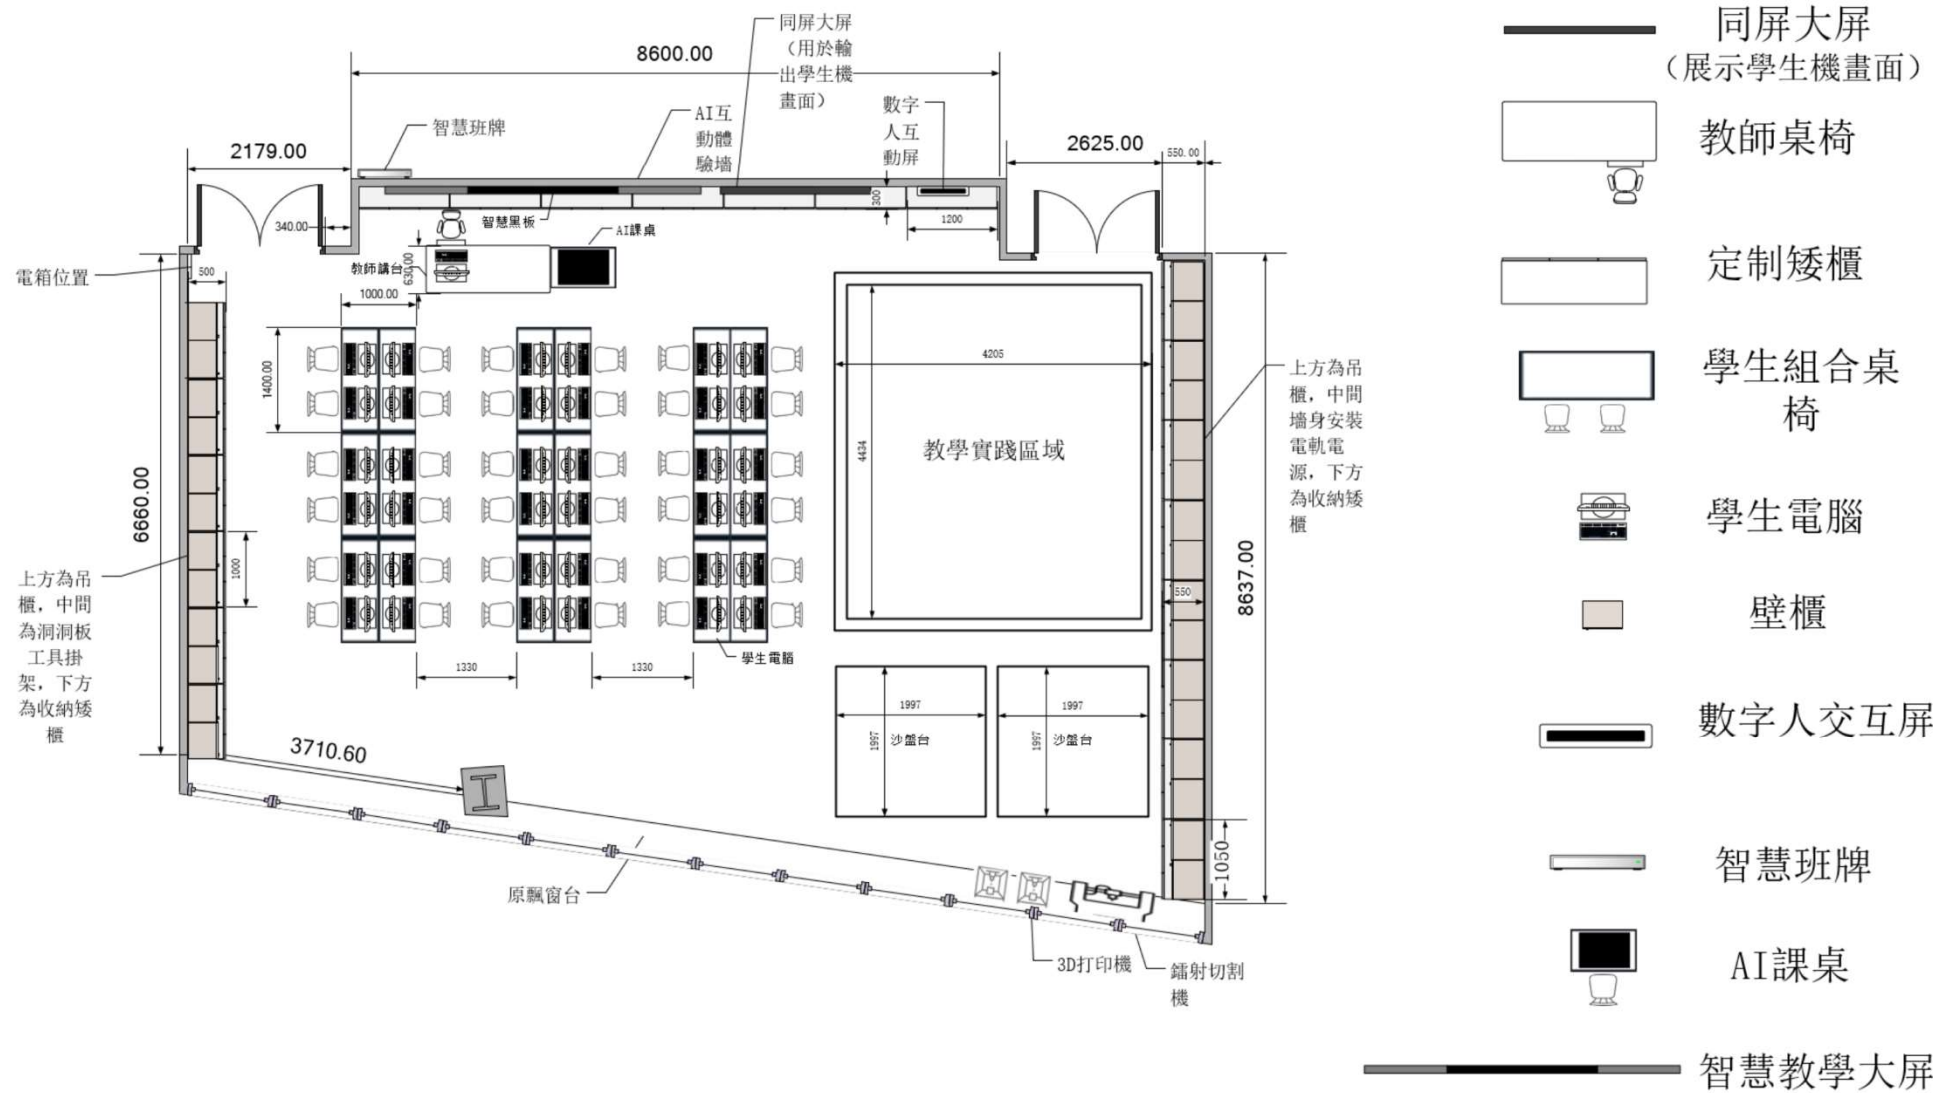 同屏大屏
（用於輸
出學生機
畫面）
8600.00
數字
人互
動屏
AI互
動體
驗墻
智慧班牌
2179.00
2625.00
550.00
340.00
300
1200
智慧黑板
AI課桌
教師講台
630.00
1000.00
電箱位置
500
1400.00
4205
4434
教學實踐區域
上方為吊
櫃，中間
墻身安裝
電軌電
源，下方
為收納矮
櫃
6660.00
1000
上方為吊
櫃，中間
為洞洞板
工具掛
架，下方
為收納矮
櫃
8637.00
550
1330
1330
學生電腦
1997
1997
沙盤台
1997
1997
沙盤台
3710.60
1050
原飄窗台
3D打印機
鐳射切割
機
同屏大屏
（展示學生機畫面）
教師桌椅
定制矮櫃
學生組合桌
椅
學生電腦
壁櫃
數字人交互屏
智慧班牌
AI課桌
智慧教學大屏